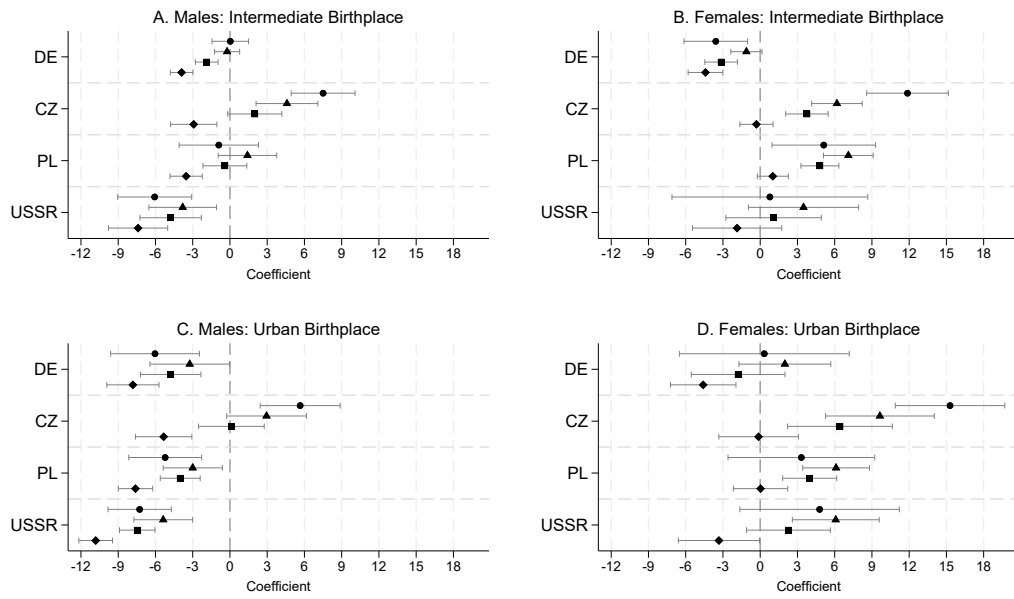 A. Males: Intermediate Birthplace
DE
CZ
PL
USSR
-12 -9 -6 -3 0 3 6 9 12 15 18
Coefficient
B. Females: Intermediate Birthplace
DE
CZ
PL
USSR
-12 -9 -6 -3 0 3 6 9 12 15 18
Coefficient
C. Males: Urban Birthplace
DE
CZ
PL
USSR
-12 -9 -6 -3 0 3 6 9 12 15 18
Coefficient
D. Females: Urban Birthplace
DE
CZ
PL
USSR
-12 -9 -6 -3 0 3 6 9 12 15 18
Coefficient